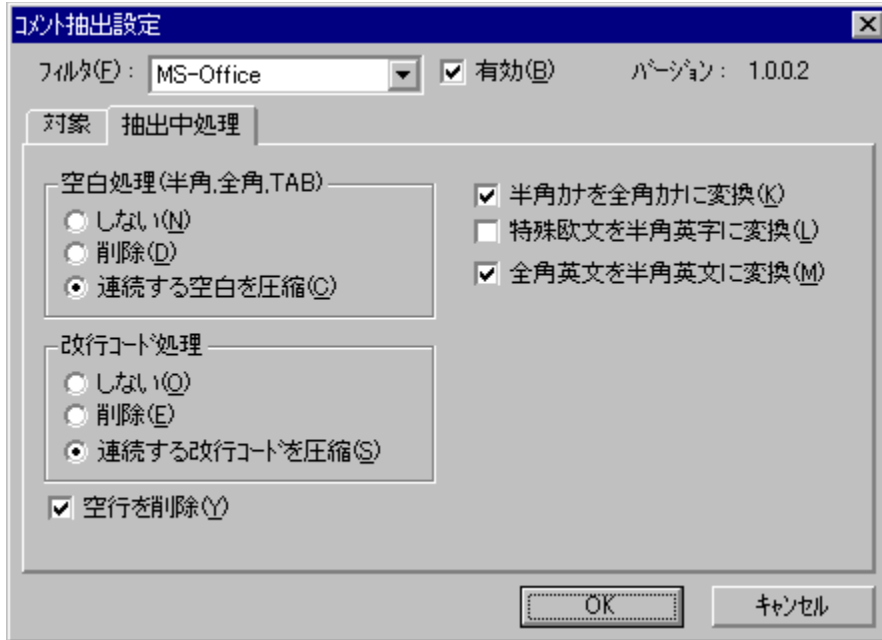 ｺﾒﾝﾄ抽出設定
ﾌｨﾙﾀ(F)： MS-Office 有効(B) ﾊﾞｰｼﾞｮﾝ： 1.0.0.2
対象 抽出中処理
空白処理(半角,全角,TAB)
しない(N)
削除(D)
連続する空白を圧縮(C)
半角ｶﾅを全角ｶﾅに変換(K)
特殊欧文を半角英字に変換(L)
全角英文を半角英文に変換(M)
改行ｺｰﾄﾞ処理
しない(O)
削除(E)
連続する改行ｺｰﾄﾞを圧縮(S)
空行を削除(Y)
OK ｷｬﾝｾﾙ